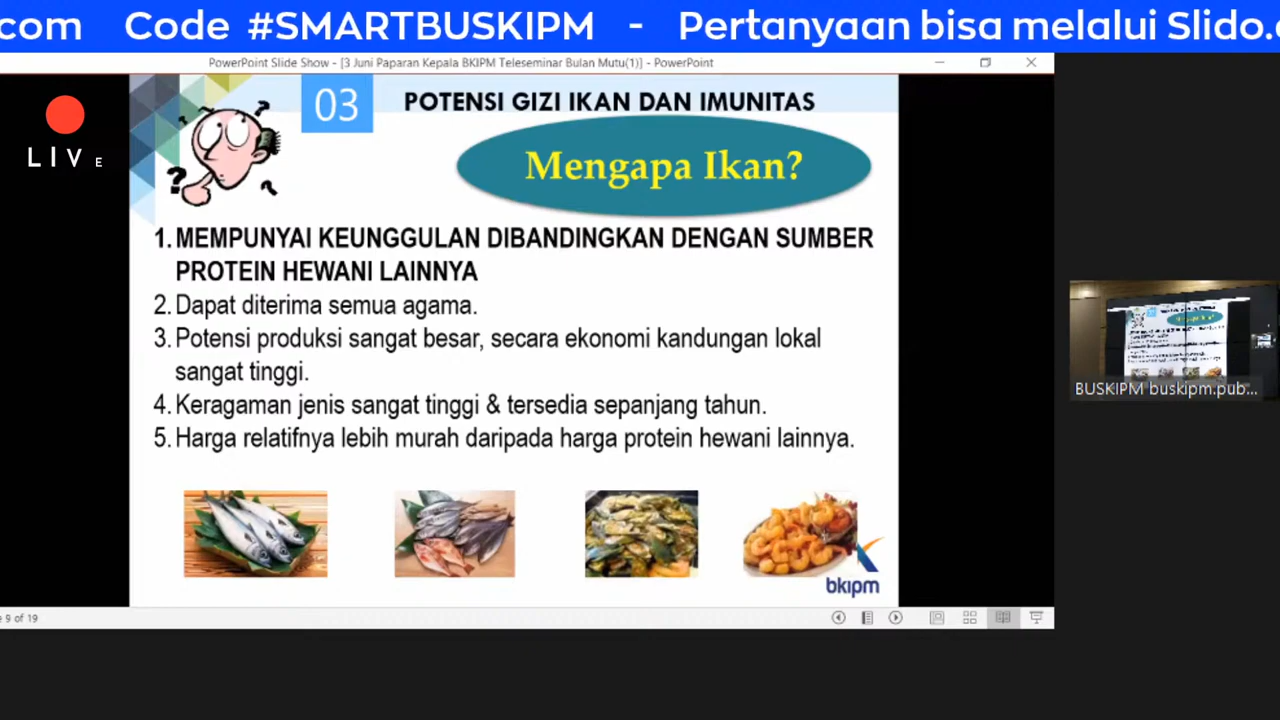 com Code #SMARTBUSKIPM - Pertanyaan bisa melalui Slido.
PowerPoint Slide Show - [3 Juni Paparan Kepala BKIPM Teleseminar Bulan Mutu(1)] - PowerPoint
LIVE
03
POTENSI GIZI IKAN DAN IMUNITAS
Mengapa Ikan?
1. MEMPUNYAI KEUNGGULAN DIBANDINGKAN DENGAN SUMBER
PROTEIN HEWANI LAINNYA
2. Dapat diterima semua agama.
3. Potensi produksi sangat besar, secara ekonomi kandungan lokal
sangat tinggi.
4. Keragaman jenis sangat tinggi & tersedia sepanjang tahun.
5. Harga relatifnya lebih murah daripada harga protein hewani lainnya.
bkipm
BUSKIPM buskipm.pub...
9 of 19